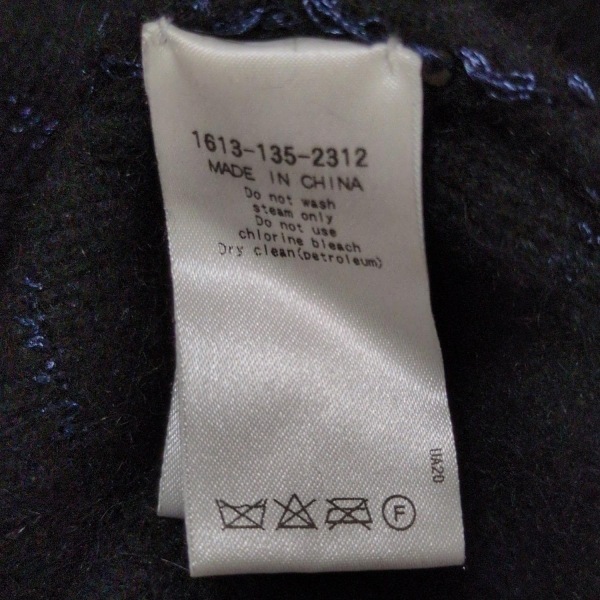 1613-135-2312
MADE IN CHINA
Do not wash
steam only
Do not use
chlorine bleach
Dry clean(petroleum)
UA20
F